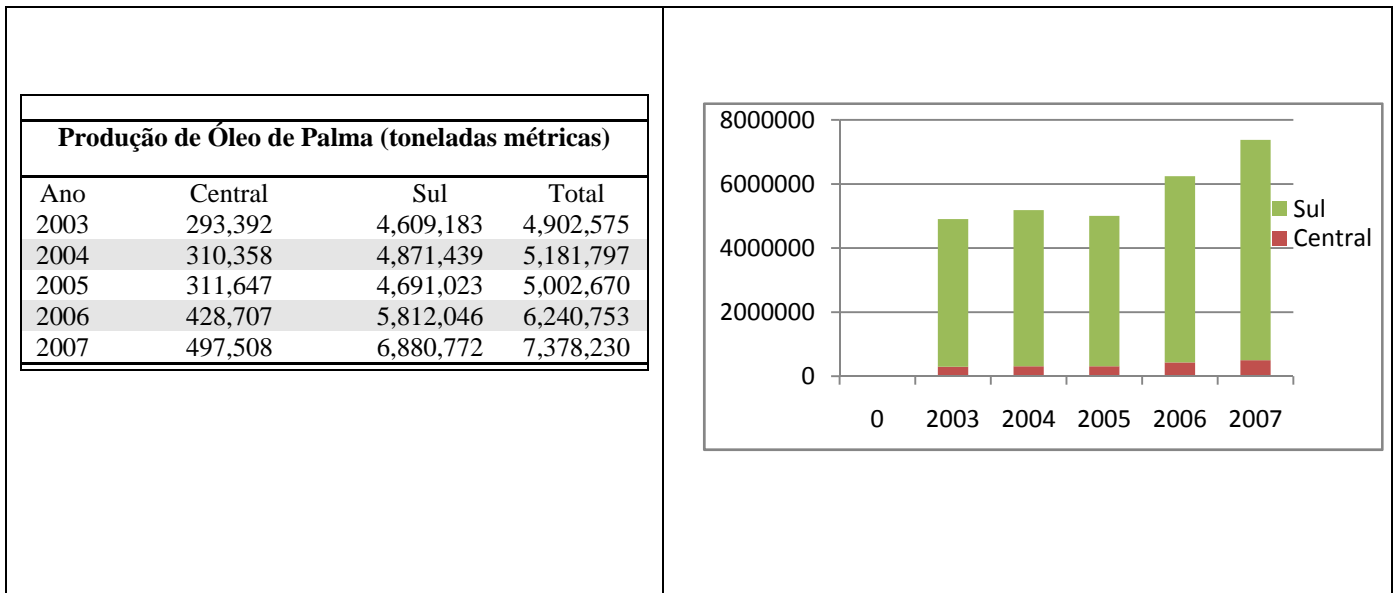 Produção de Óleo de Palma (toneladas métricas)
Ano Central Sul Total
2003 293,392 4,609,183 4,902,575
2004 310,358 4,871,439 5,181,797
2005 311,647 4,691,023 5,002,670
2006 428,707 5,812,046 6,240,753
2007 497,508 6,880,772 7,378,230
8000000
6000000
4000000
2000000
0
0 2003 2004 2005 2006 2007
Sul
Central